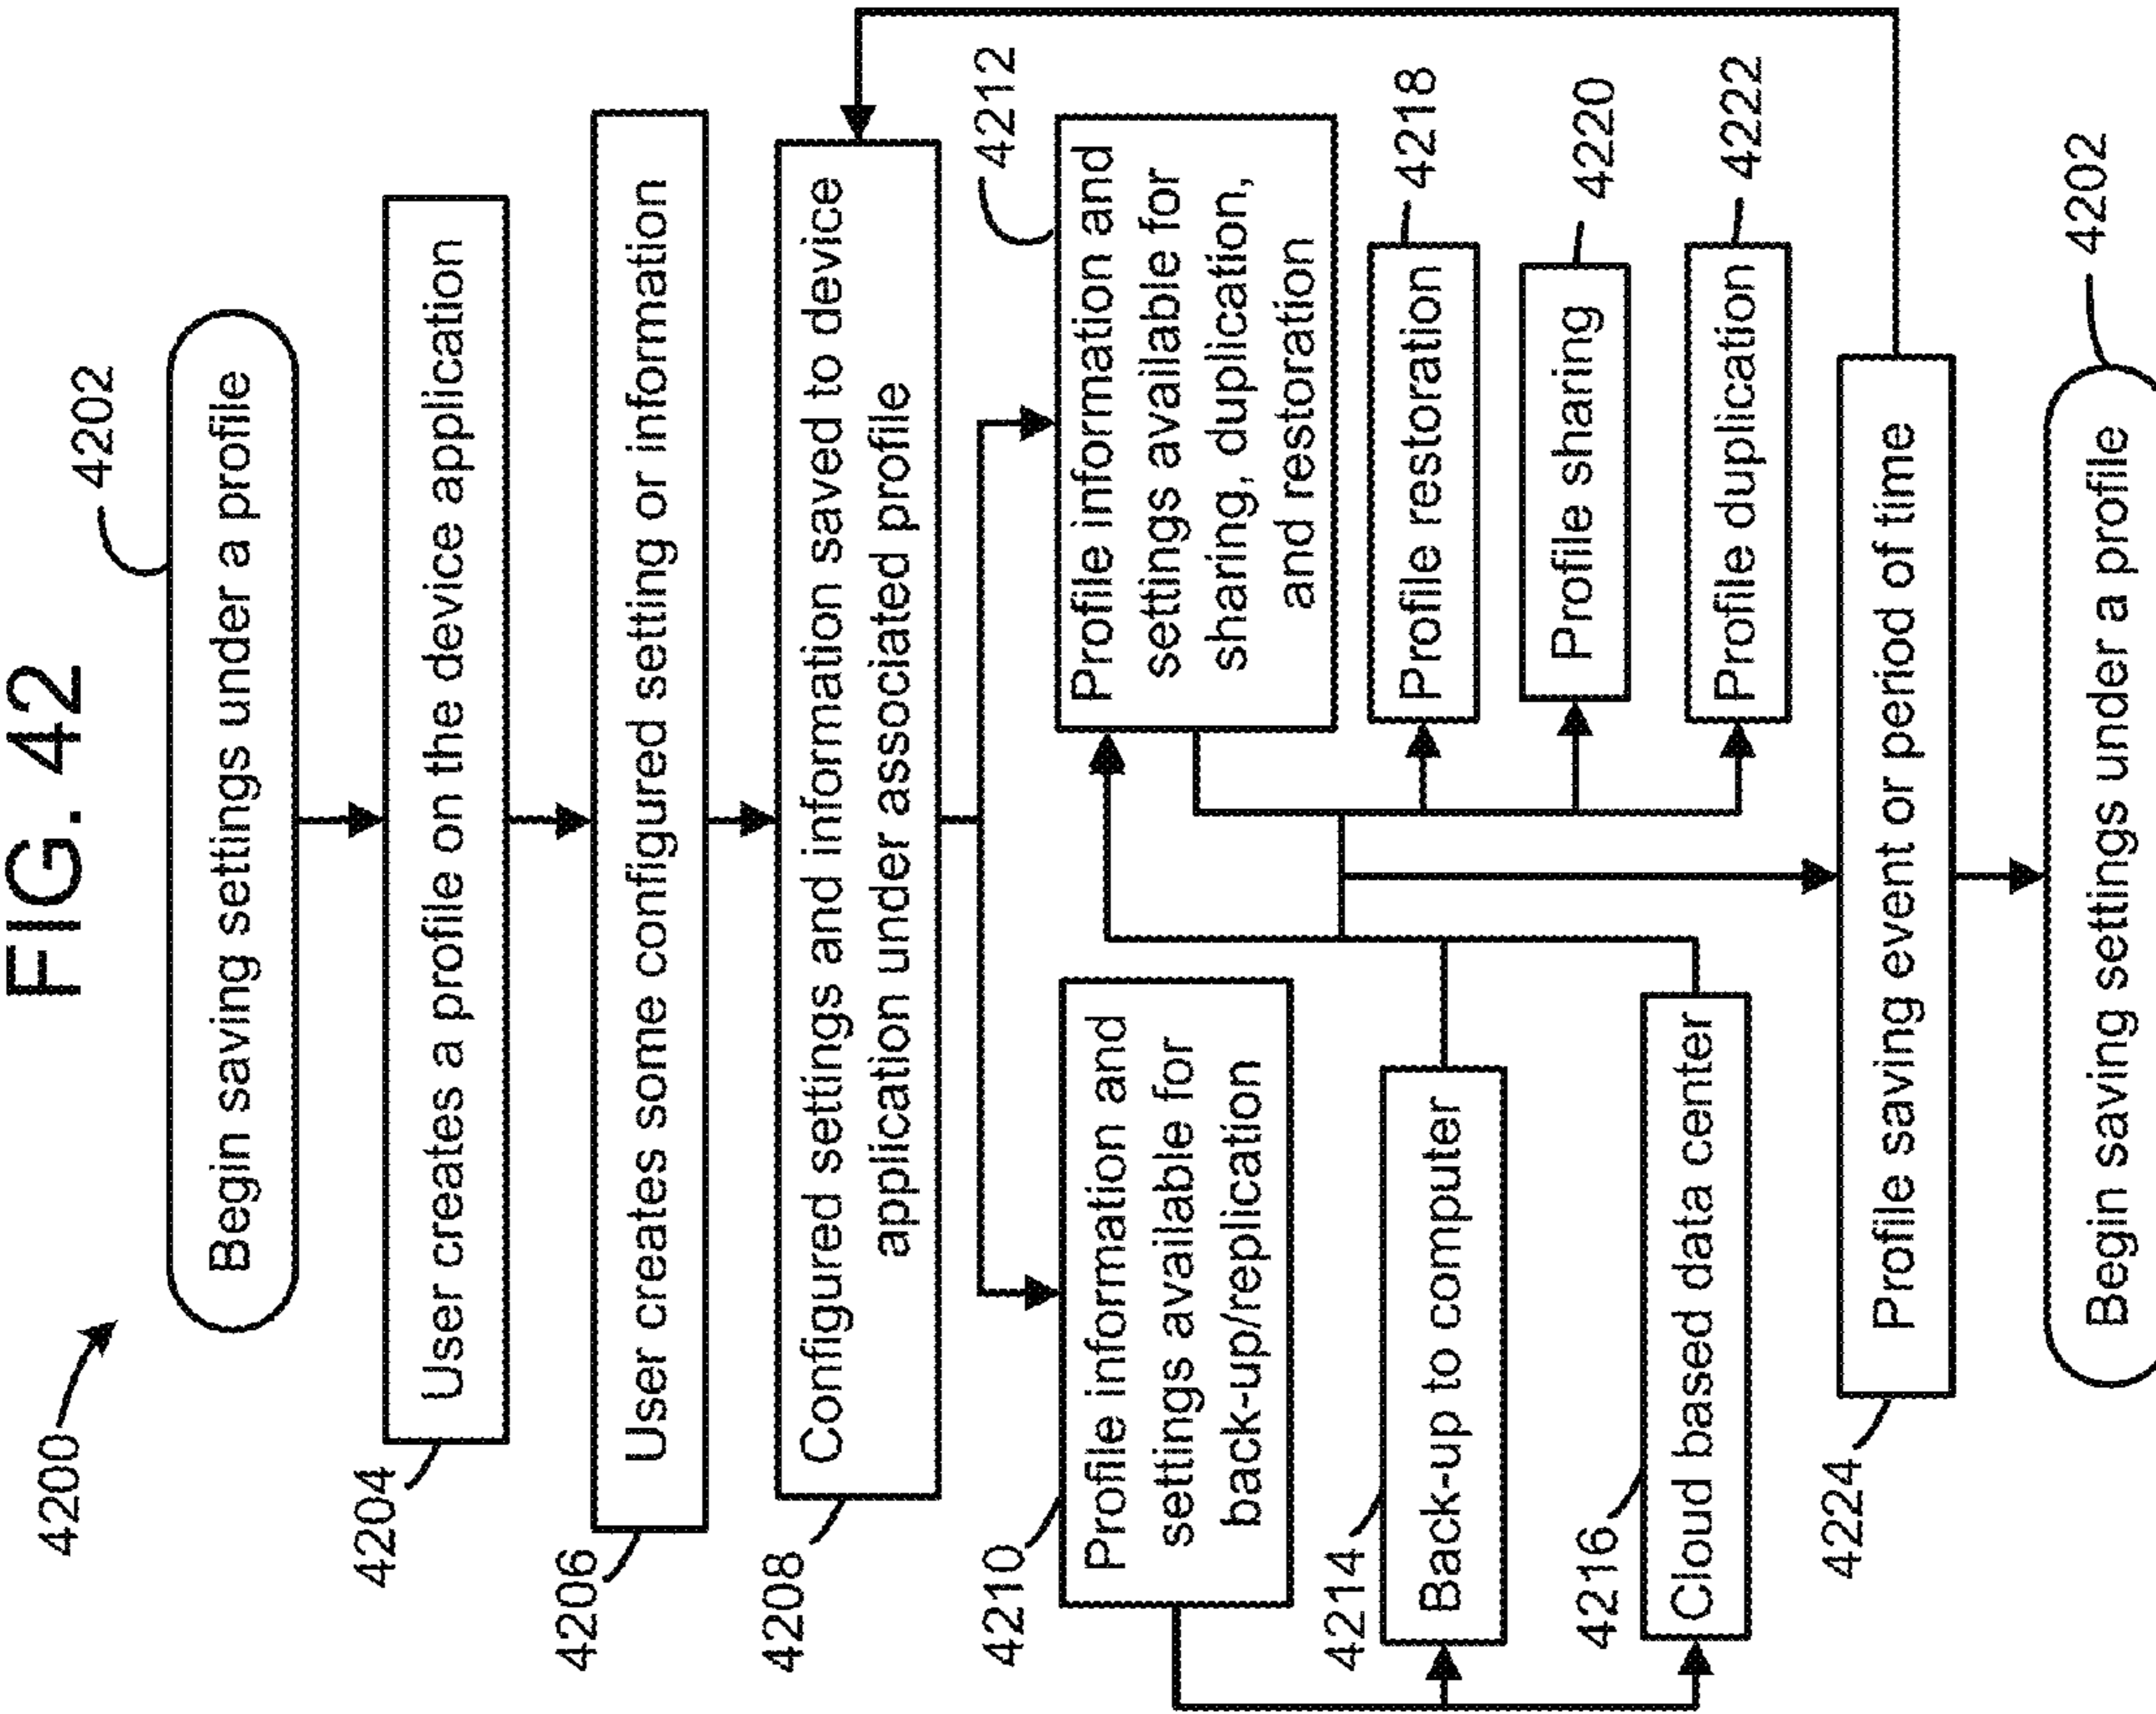 FIG. 42
4200
4202
Begin saving settings under a profile
4204
User creates a profile on the device application
4206
User creates some configured setting or information
4208
Configured settings and information saved to device
application under associated profile
4210
Profile information and
settings available for
back-up/replication
4212
Profile information and
settings available for
sharing, duplication,
and restoration
4214
Back-up to computer
4216
Cloud based data center
Profile restoration
4218
Profile sharing
4220
Profile duplication
4222
4224
Profile saving event or period of time
4202
Begin saving settings under a profile